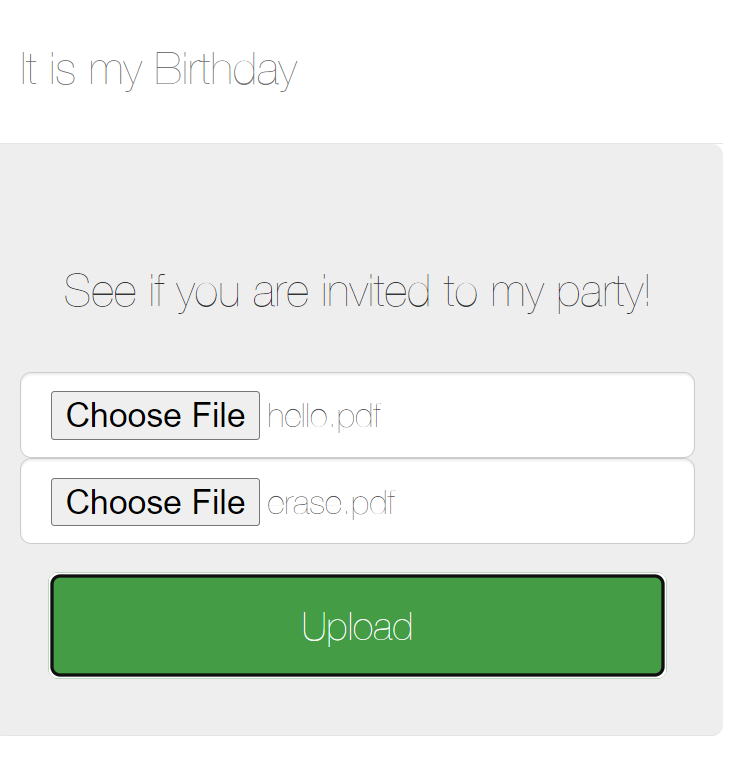 It is my Birthday
See if you are invited to my party!
Choose File hello.pdf
Choose File erase.pdf
Upload